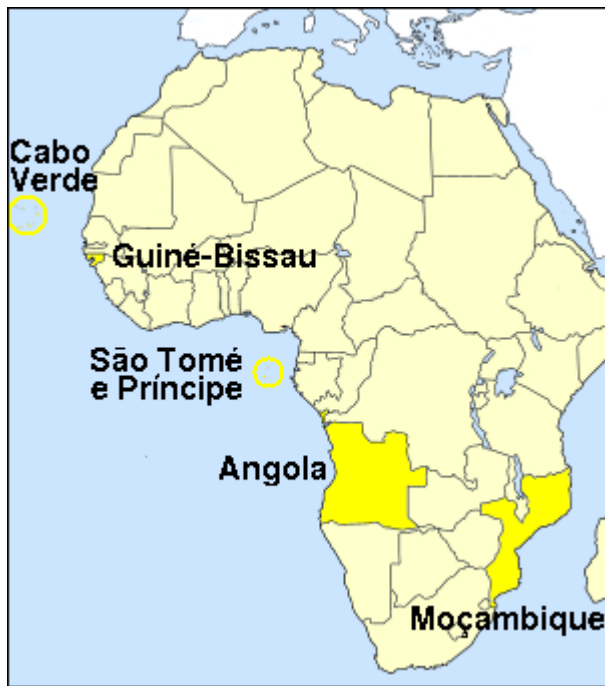 Cabo
Verde
Guiné-Bissau
São Tomé
e Príncipe
Angola
Moçambique